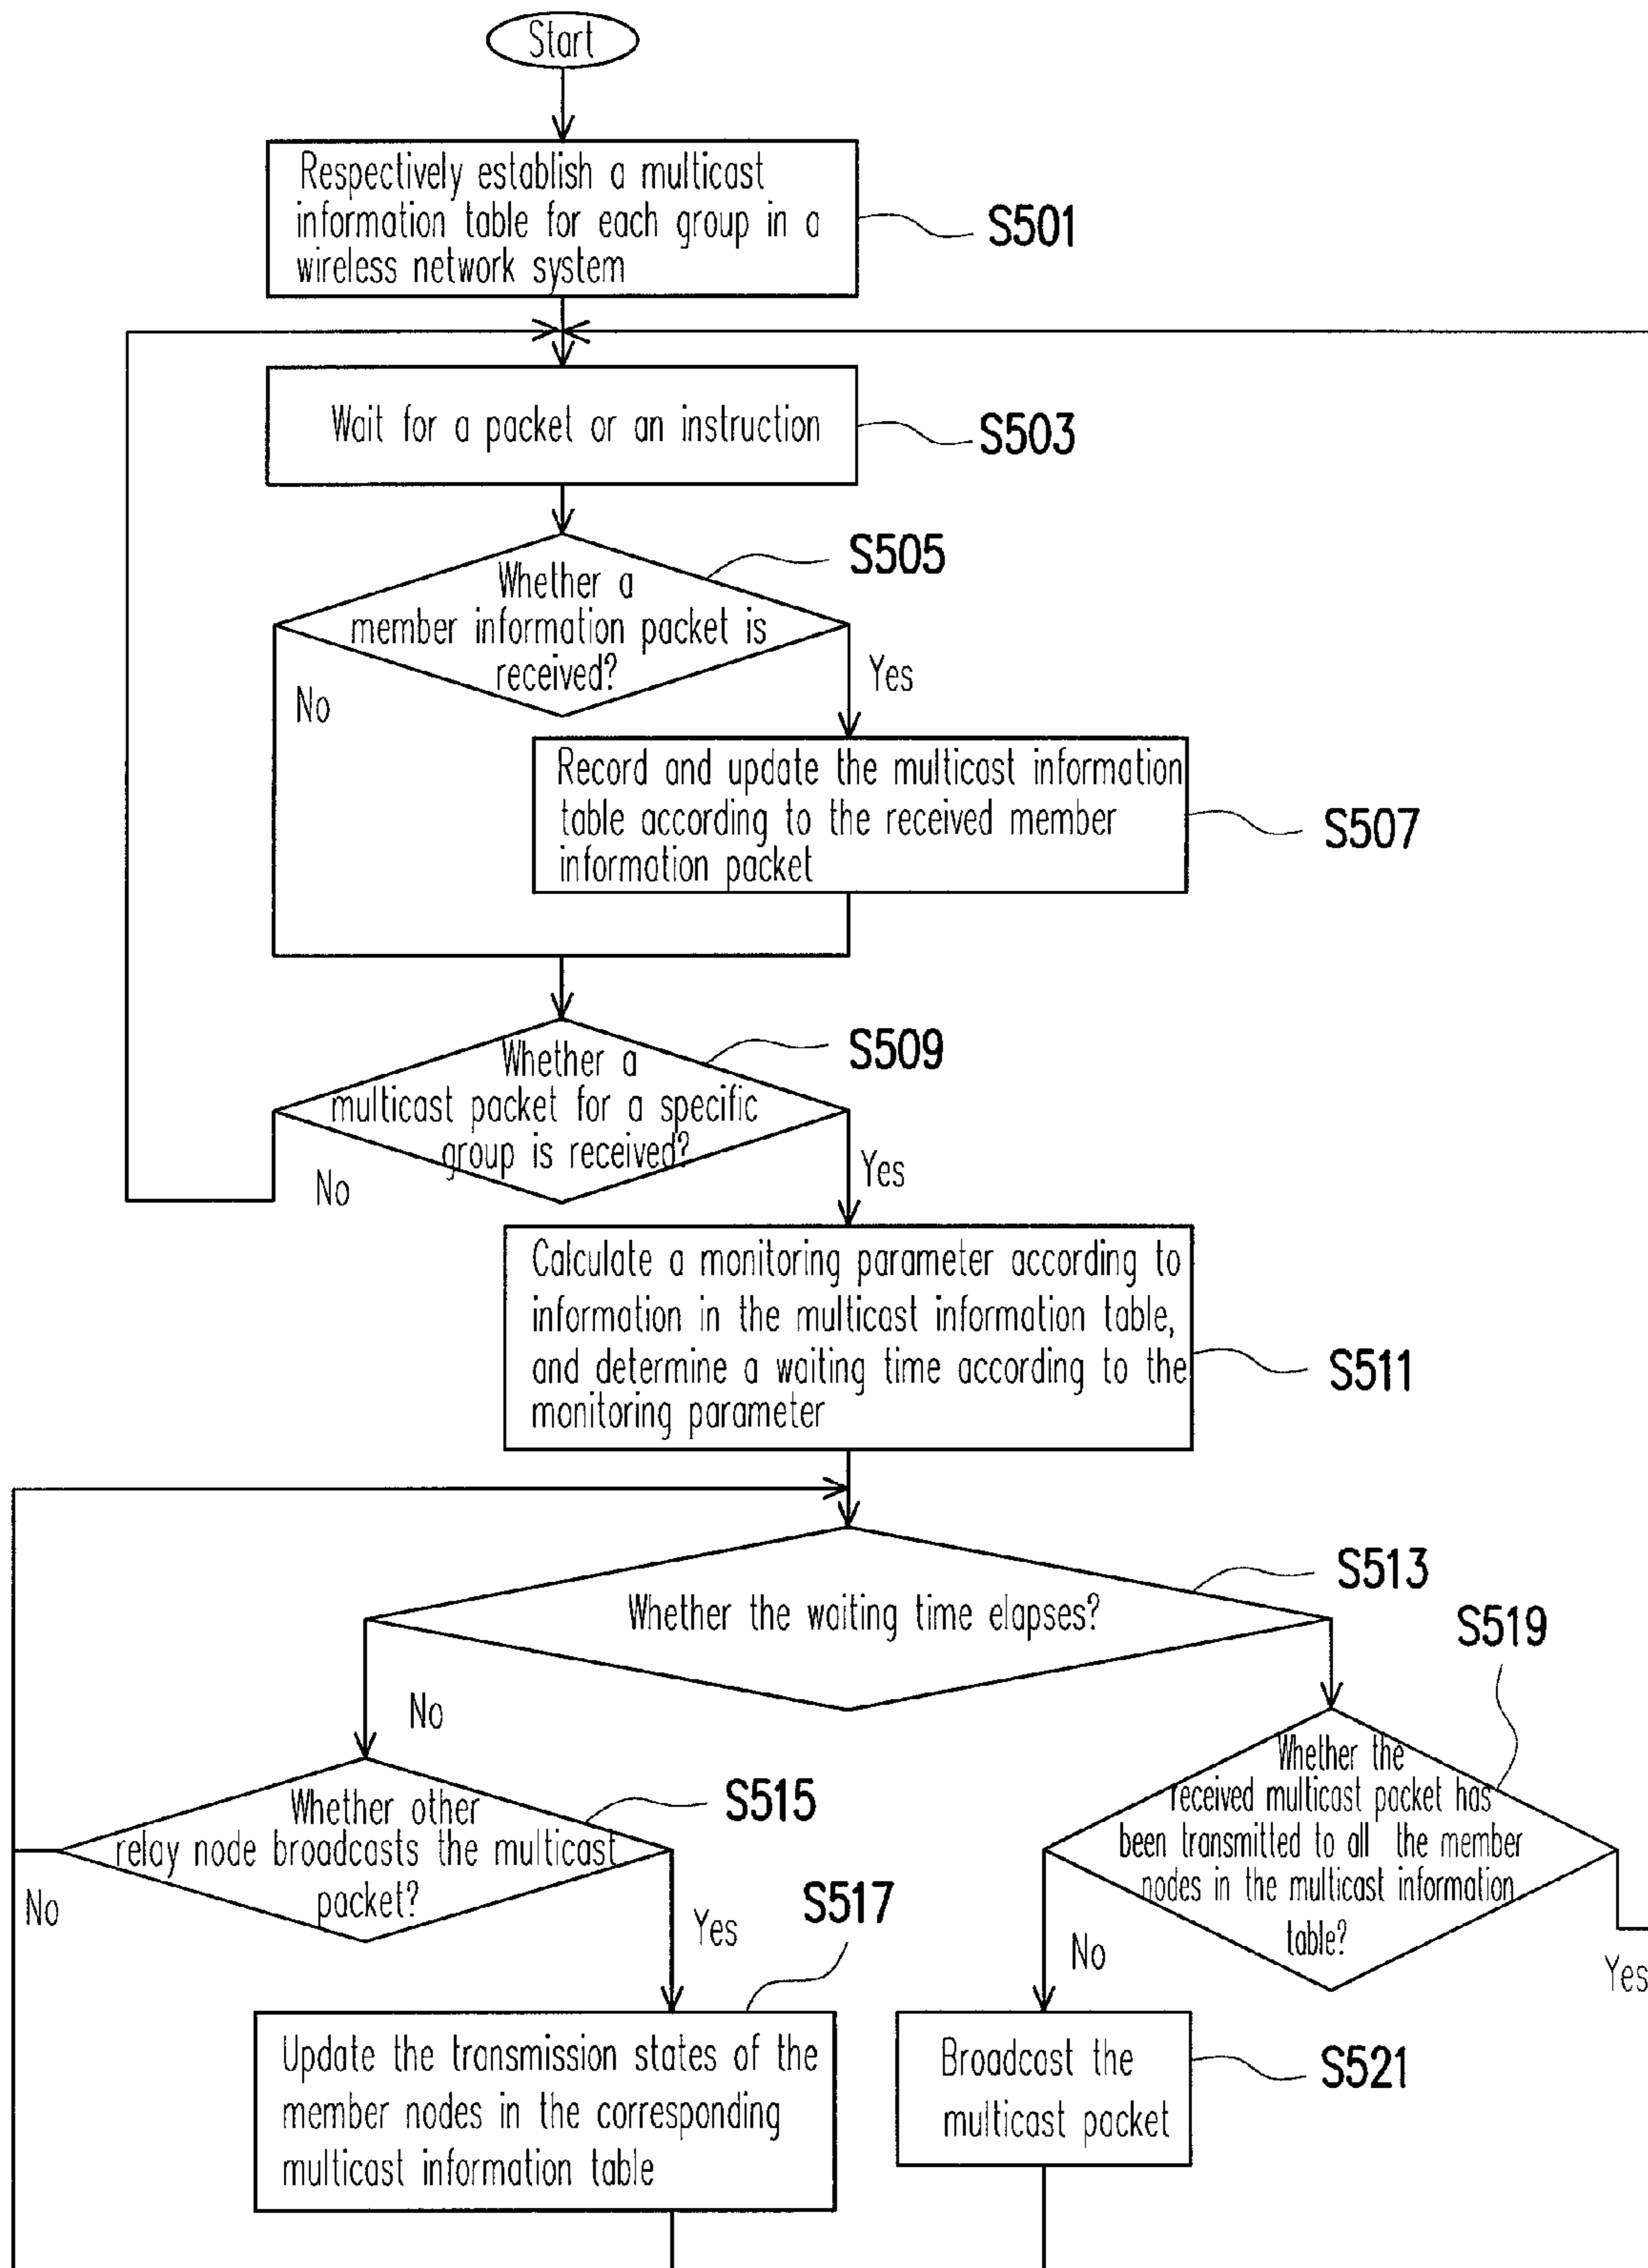 Start
Respectively establish a multicast
information table for each group in a
wireless network system
S501
Wait for a packet or an instruction
S503
S505
Whether a
member information packet is
received?
No
Yes
Record and update the multicast information
table according to the received member
information packet
S507
S509
Whether a
multicast packet for a specific
group is received?
No
Yes
Calculate a monitoring parameter according to
information in the multicast information table,
and determine a waiting time according to the
monitoring parameter
S511
S513
Whether the waiting time elapses?
S519
No
Whether the
received multicast packet has
been transmitted to all the member
nodes in the multicast information
table?
S515
Whether other
relay node broadcasts the multicast
packet?
No
Yes
S517
No
Yes
Update the transmission states of the
member nodes in the corresponding
multicast information table
Broadcast the
multicast packet
S521